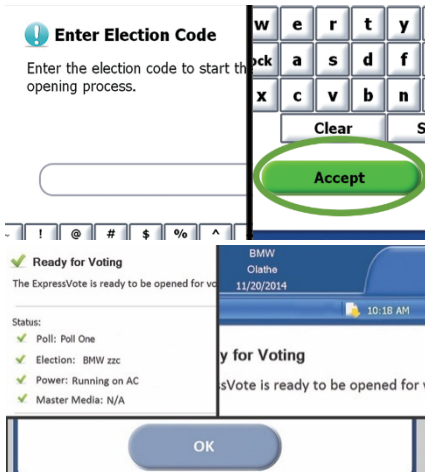 Enter Election Code
Enter the election code to start th
opening process.
! @ # $ % ^
w e r t y
ock a s d f
x c v b n
Clear S
Accept
Ready for Voting
The ExpressVote is ready to be opened for vo
Status:
Poll: Poll One
Election: BMW zzc
Power: Running on AC
Master Media: N/A
BMW
Olathe
11/20/2014
10:18 AM
y for Voting
ssVote is ready to be opened for v
OK